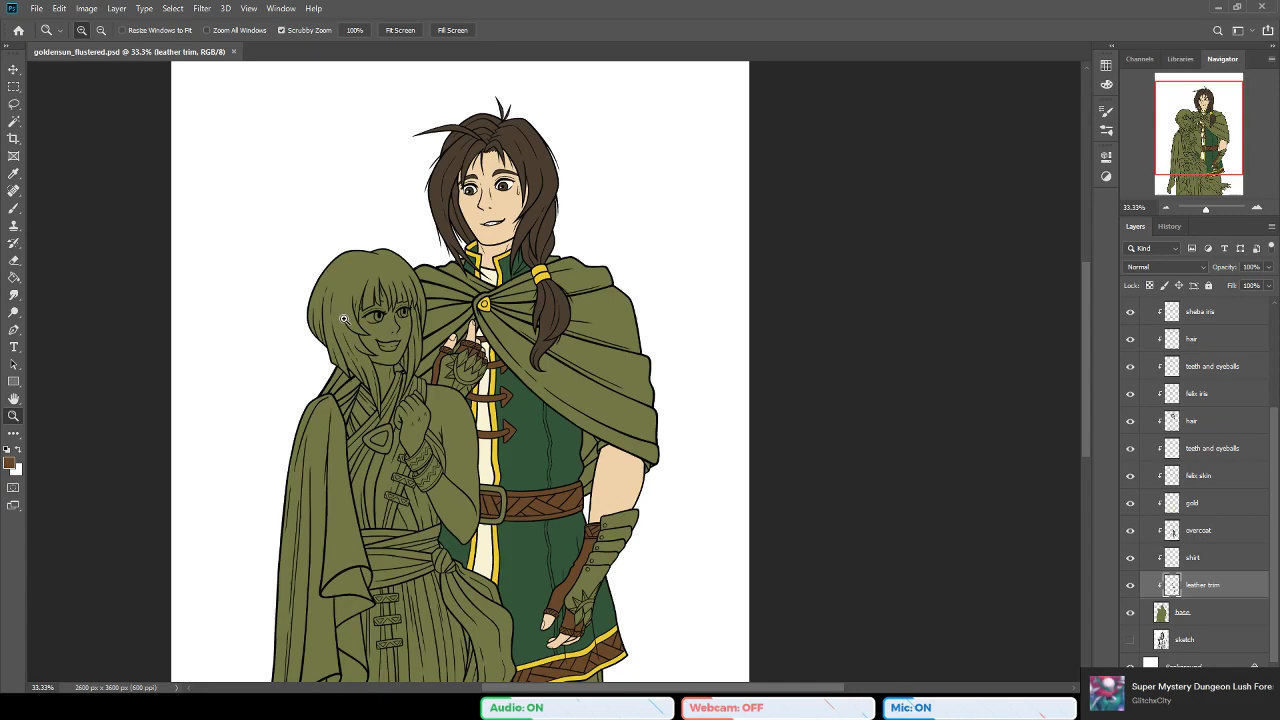 Ps File Edit Image Layer Type Select Filter 3D View Window Help
Resize Windows to Fit Zoom All Windows Scrubby Zoom 100% Fit Screen Fill Screen
goldensun_flustered.psd @ 33.3% (leather trim, RGB/8) ×
Channels Libraries Navigator
33.33%
Layers History
Kind
Normal Opacity: 100%
Lock: Fill: 100%
sheba iris
hair
teeth and eyeballs
felix iris
hair
teeth and eyeballs
felix skin
gold
overcoat
shirt
leather trim
base
sketch
Background
33.33% 2600 px x 3600 px (600 ppi)
Super Mystery Dungeon Lush Fore
GlitchxCity
Audio: ON Webcam: OFF Mic: ON